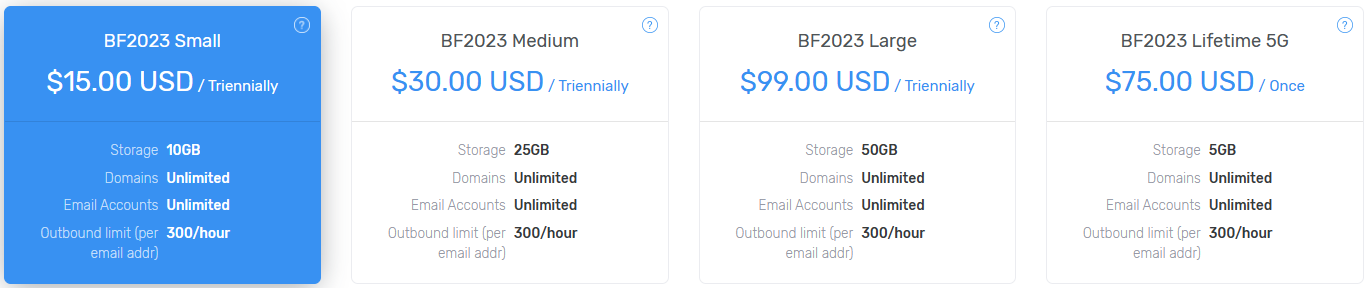 BF2023 Small
?
$15.00 USD / Triennially
Storage 10GB
Domains Unlimited
Email Accounts Unlimited
Outbound limit (per 300/hour
email addr)
BF2023 Medium
?
$30.00 USD / Triennially
Storage 25GB
Domains Unlimited
Email Accounts Unlimited
Outbound limit (per 300/hour
email addr)
BF2023 Large
?
$99.00 USD / Triennially
Storage 50GB
Domains Unlimited
Email Accounts Unlimited
Outbound limit (per 300/hour
email addr)
BF2023 Lifetime 5G
?
$75.00 USD / Once
Storage 5GB
Domains Unlimited
Email Accounts Unlimited
Outbound limit (per 300/hour
email addr)